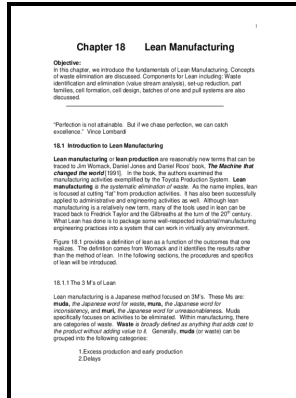 1
Chapter 18 Lean Manufacturing
Objective:
In this chapter, we introduce the fundamentals of Lean Manufacturing. Concepts
of waste elimination are discussed. Components for Lean including: Waste
identification and elimination (value stream analysis), set-up reduction, part
families, cell formation, cell design, batches of one and pull systems are also
discussed.
“Perfection is not attainable. But if we chase perfection, we can catch
excellence.” Vince Lombardi
18.1 Introduction to Lean Manufacturing
Lean manufacturing or lean production are reasonably new terms that can be
traced to Jim Womack, Daniel Jones and Daniel Roos’ book, The Machine that
changed the world [1991]. In the book, the authors examined the
manufacturing activities exemplified by the Toyota Production System. Lean
manufacturing is the systematic elimination of waste. As the name implies, lean
is focused at cutting “fat” from production activities. It has also been successfully
applied to administrative and engineering activities as well. Although lean
manufacturing is a relatively new term, many of the tools used in lean can be
traced back to Fredrick Taylor and the Gilbreaths at the turn of the 20th century.
What Lean has done is to package some well-respected industrial/manufacturing
engineering practices into a system that can work in virtually any environment.
Figure 18.1 provides a definition of lean as a function of the outcomes that one
realizes. The definition comes from Womack and it identifies the results rather
than the method of lean. In the following sections, the procedures and specifics
of lean will be introduced.
18.1.1 The 3 M’s of Lean
Lean manufacturing is a Japanese method focused on 3M’s. These Ms are:
muda, the Japanese word for waste, mura, the Japanese word for
inconsistency, and muri, the Japanese word for unreasonableness. Muda
specifically focuses on activities to be eliminated. Within manufacturing, there
are categories of waste. Waste is broadly defined as anything that adds cost to
the product without adding value to it. Generally, muda (or waste) can be
grouped into the following categories:
1.Excess production and early production
2.Delays